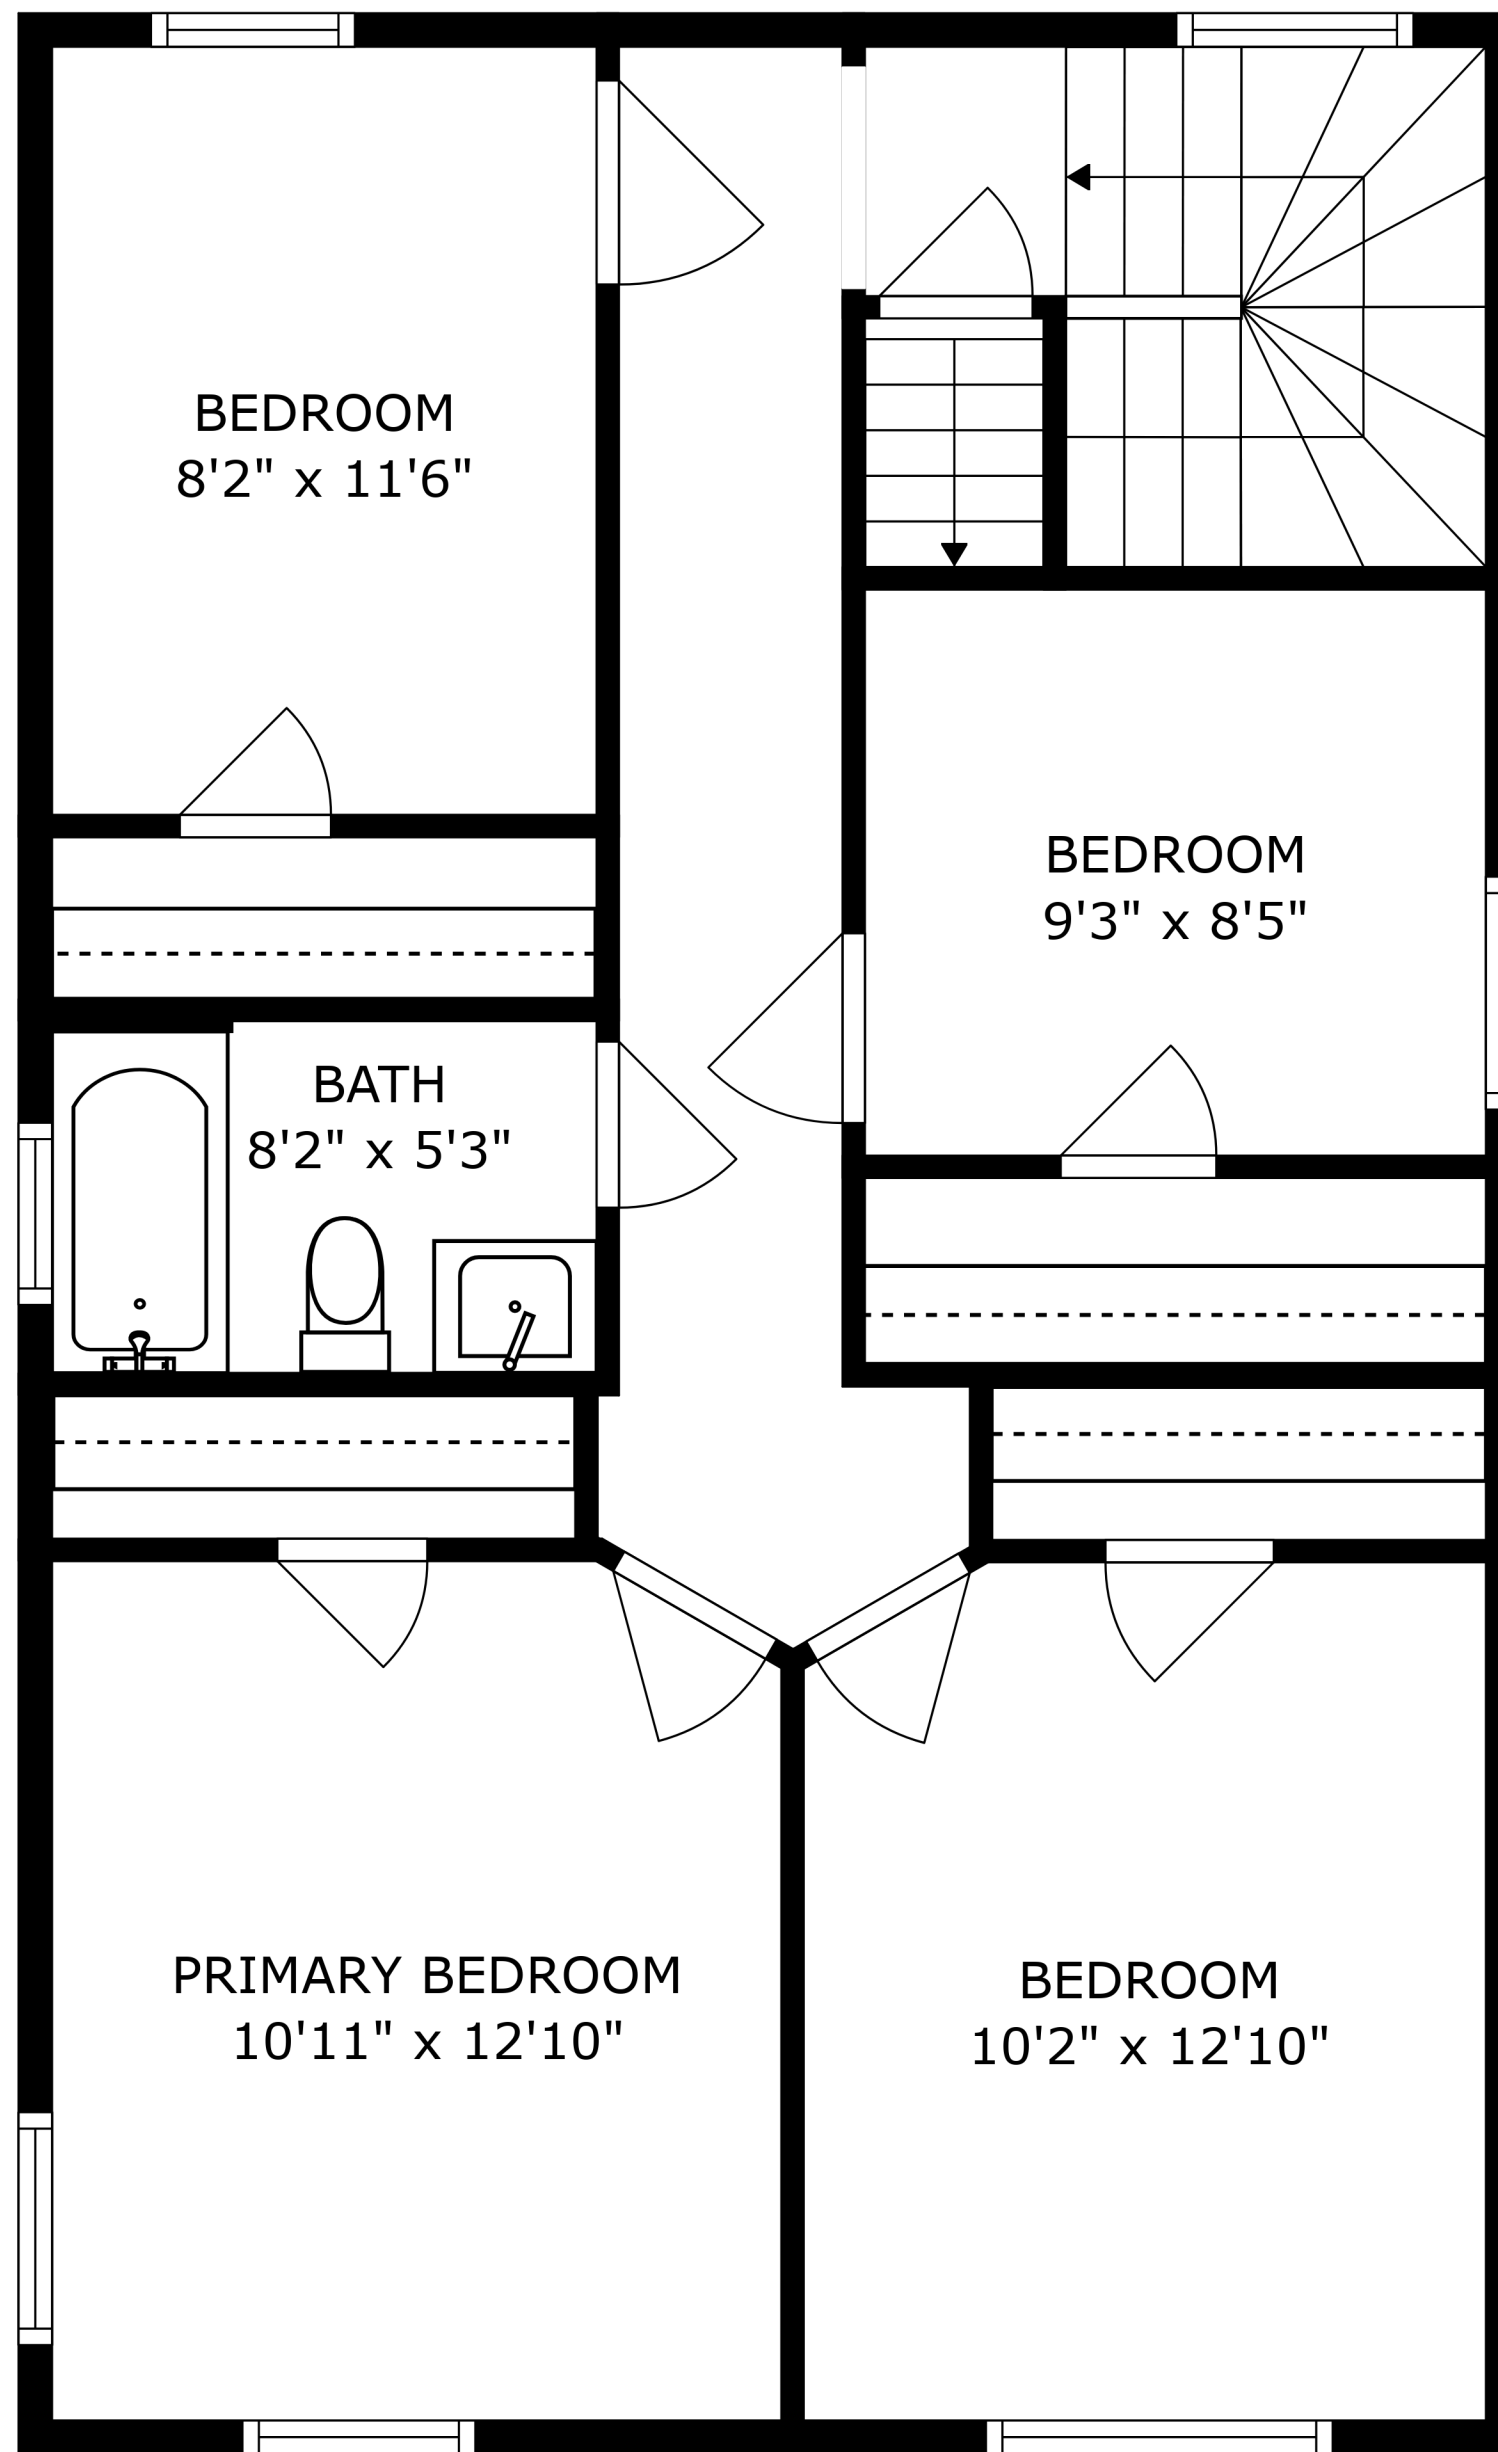 BEDROOM
8'2" x 11'6"
BEDROOM
9'3" x 8'5"
BATH
8'2" x 5'3"
PRIMARY BEDROOM
10'11" x 12'10"
BEDROOM
10'2" x 12'10"